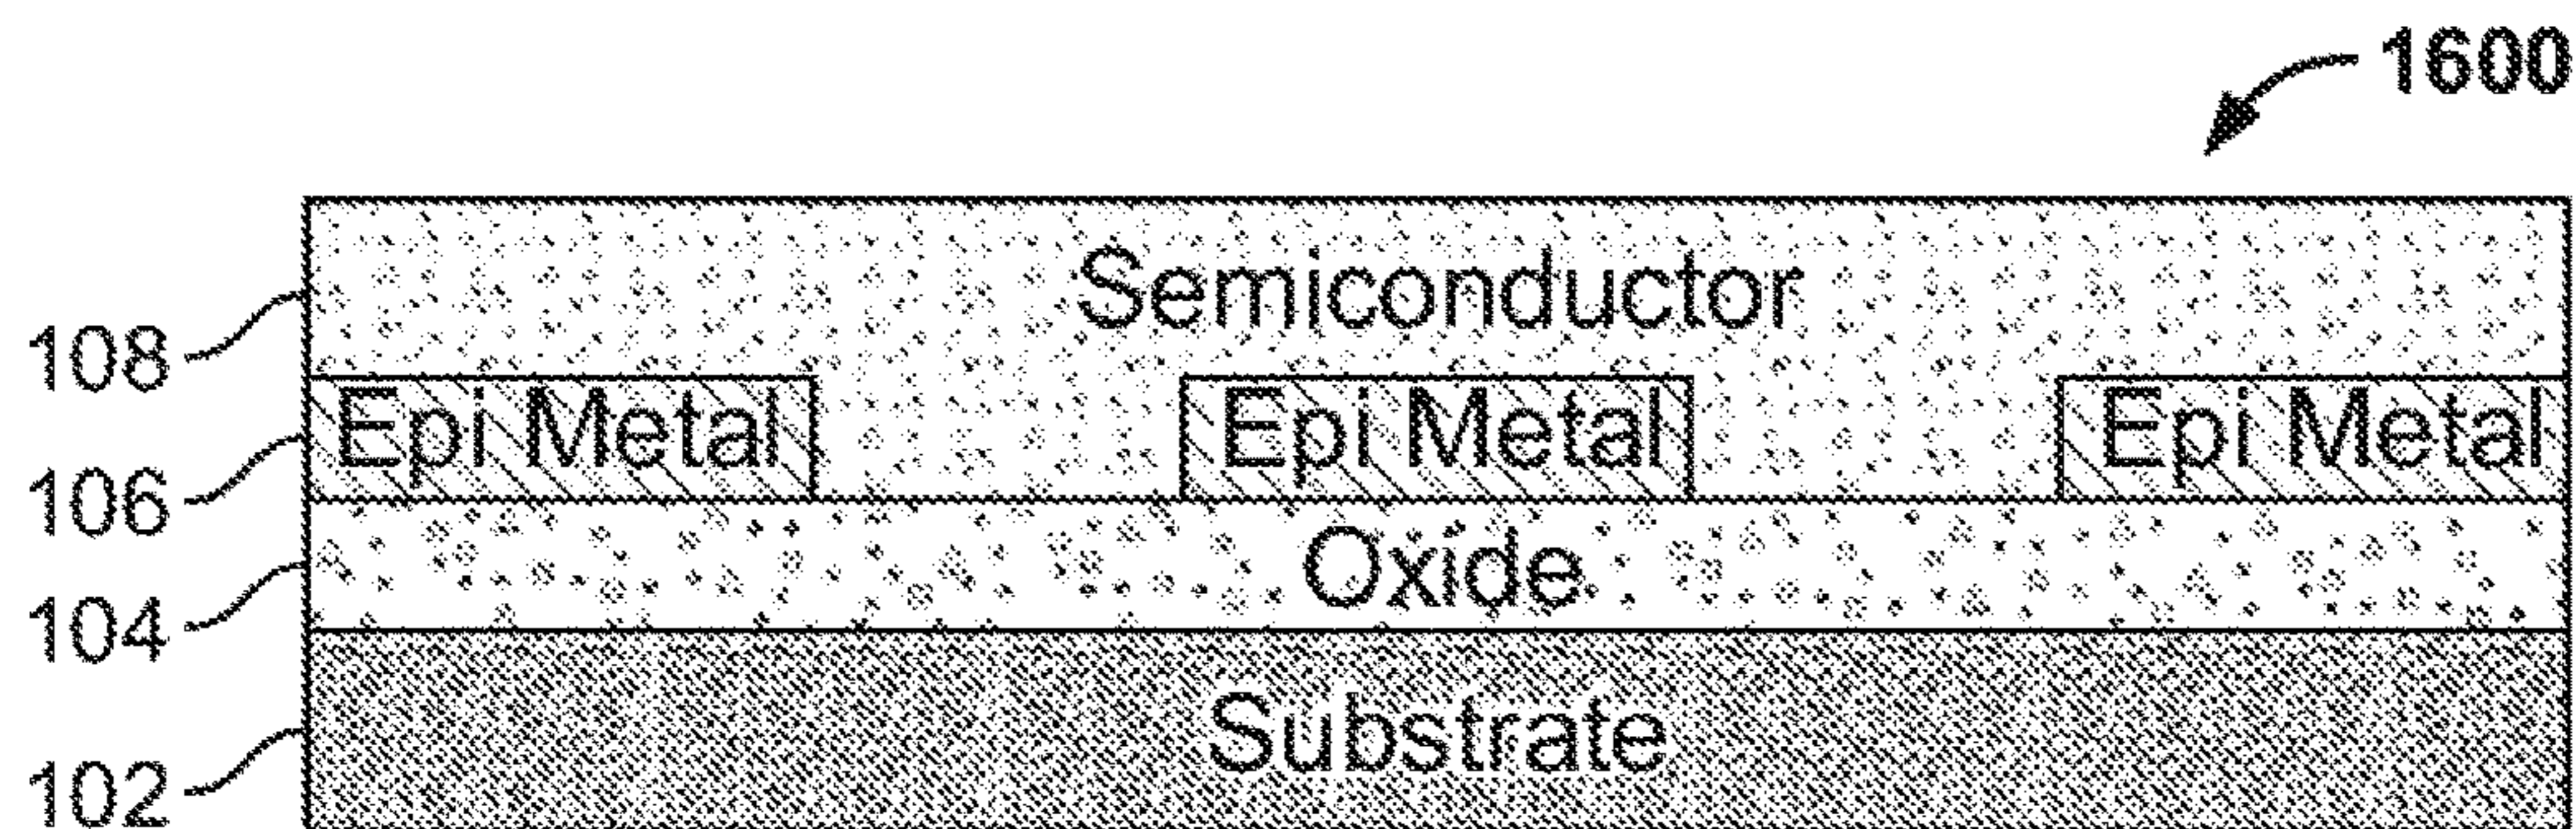 1600
Semiconductor
108
Epi Metal Epi Metal Epi Metal
106
Oxide
104
Substrate
102